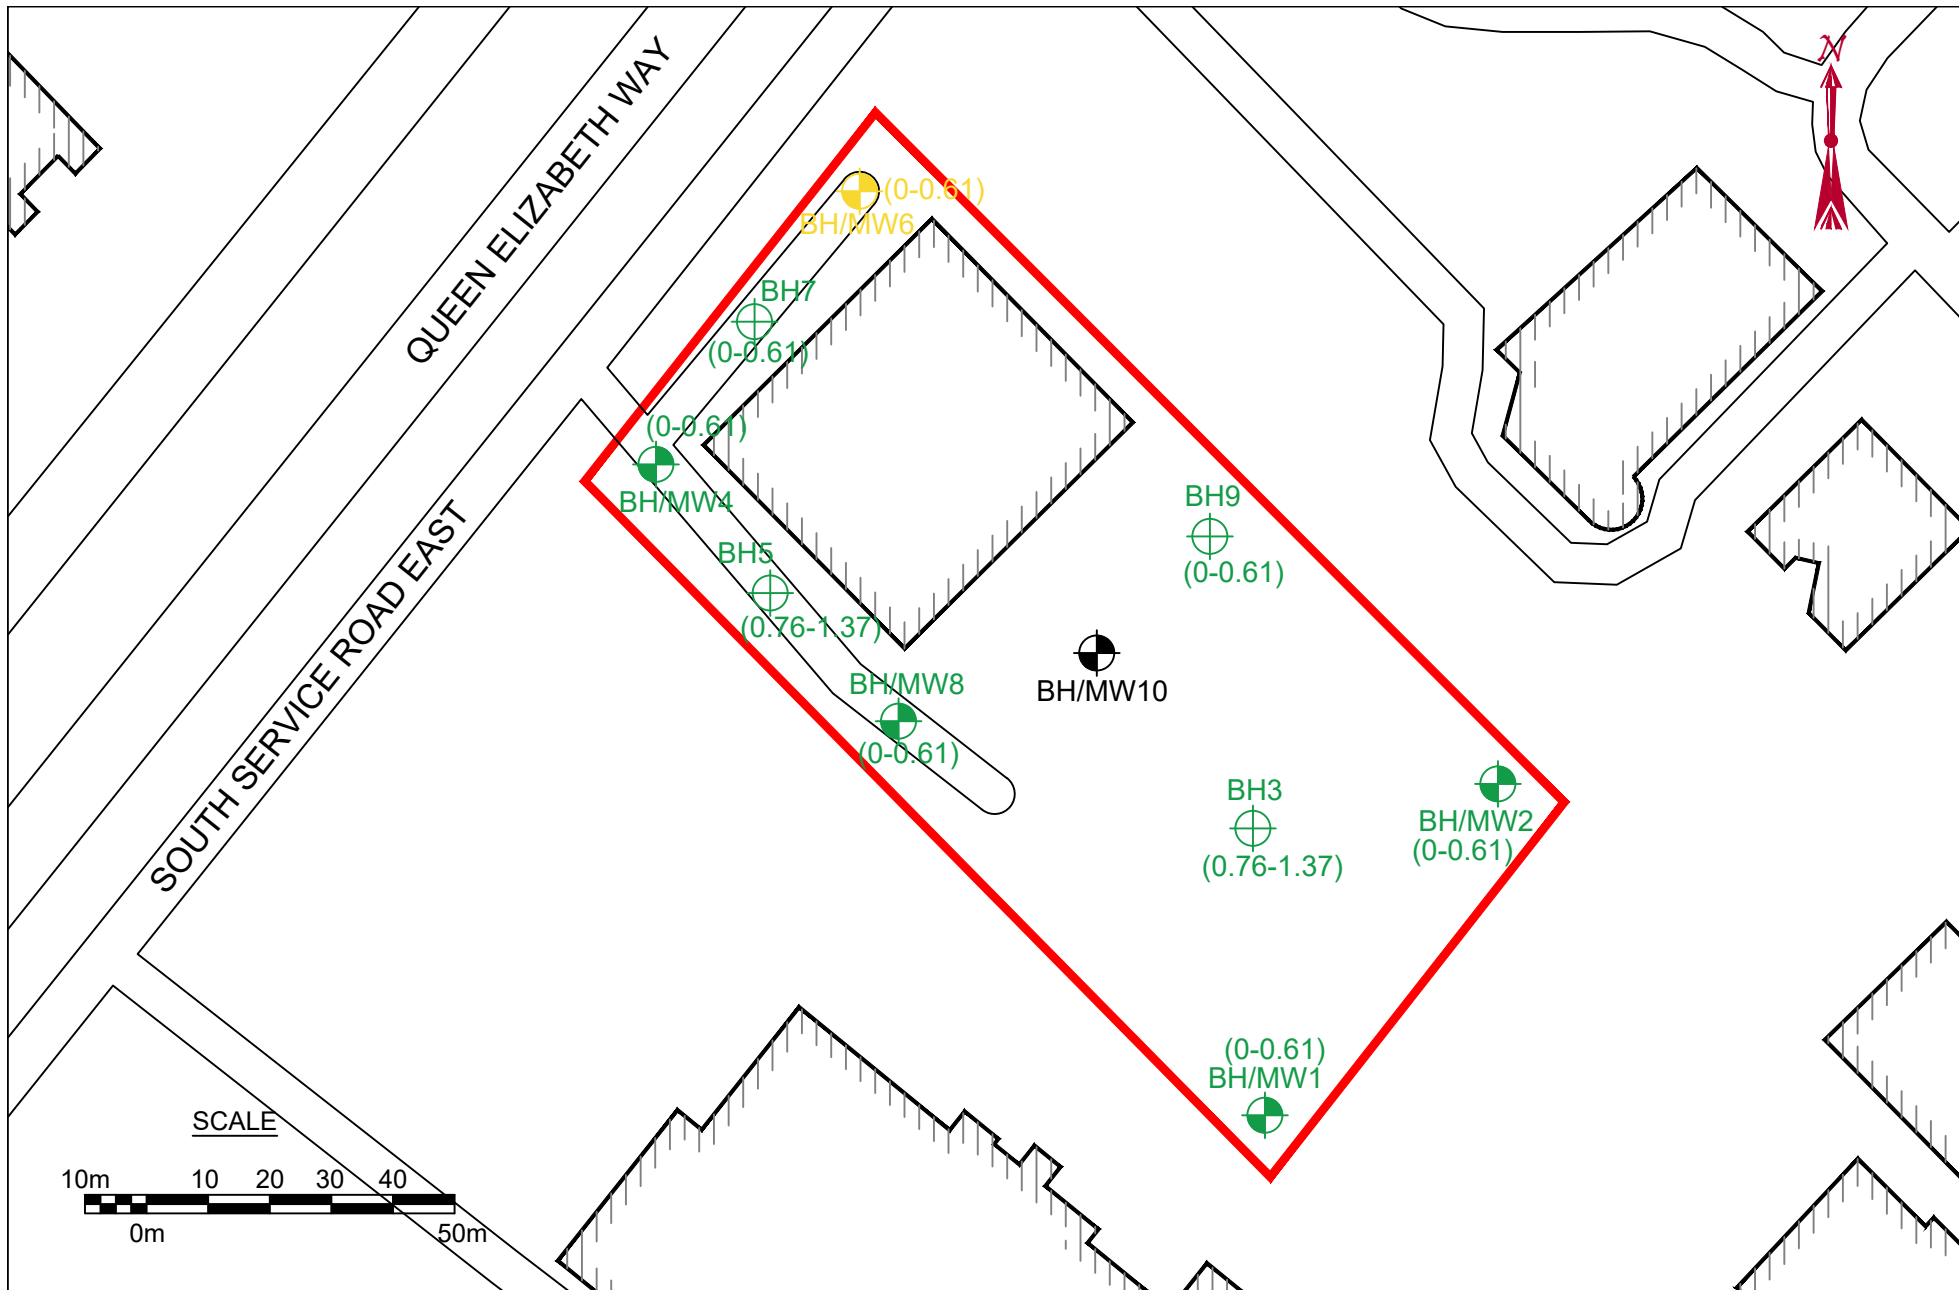 N
QUEEN ELIZABETH WAY
(0-0.61)
BH/MW6
BH7
(0-0.61)
(0-0.61)
BH/MW4
BH9
(0-0.61)
SOUTH SERVICE ROAD EAST
BH5
(0.76-1.37)
BH/MW8
(0-0.61)
BH/MW10
BH3
(0.76-1.37)
BH/MW2
(0-0.61)
(0-0.61)
BH/MW1
SCALE
10m 10 20 30 40
0m 50m